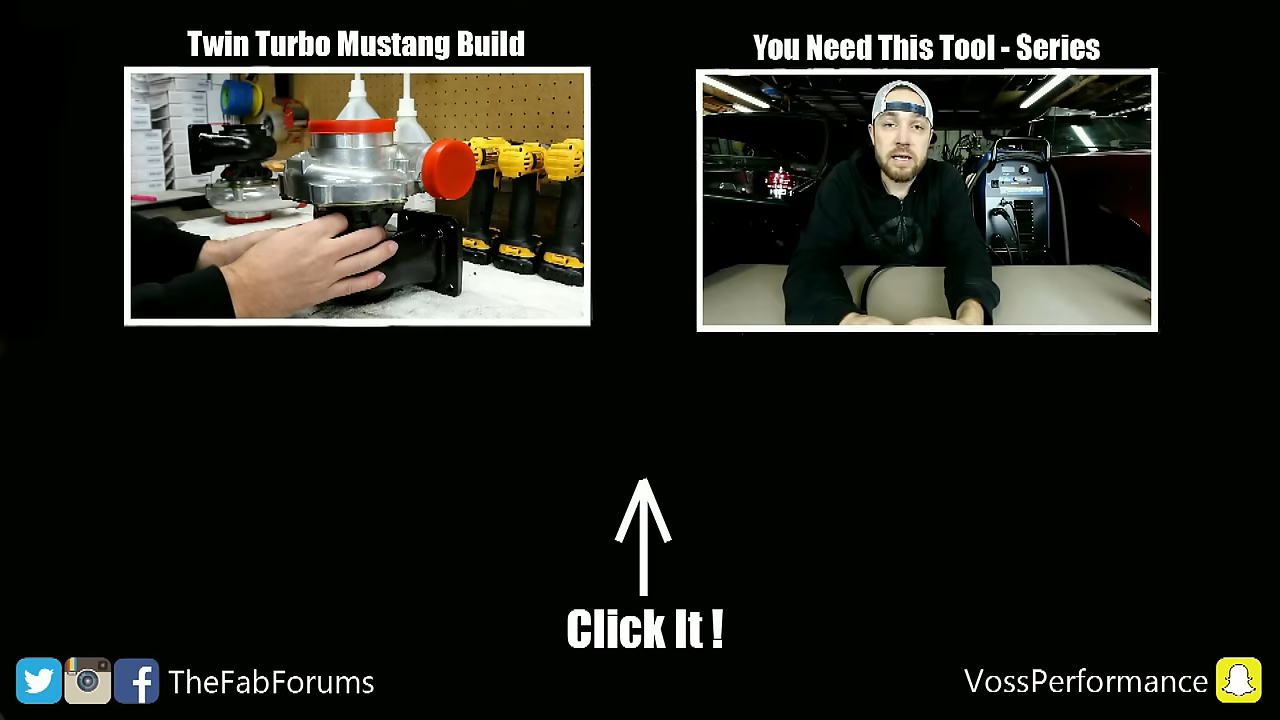 Twin Turbo Mustang Build
You Need This Tool - Series
Click It !
TheFabForums
VossPerformance